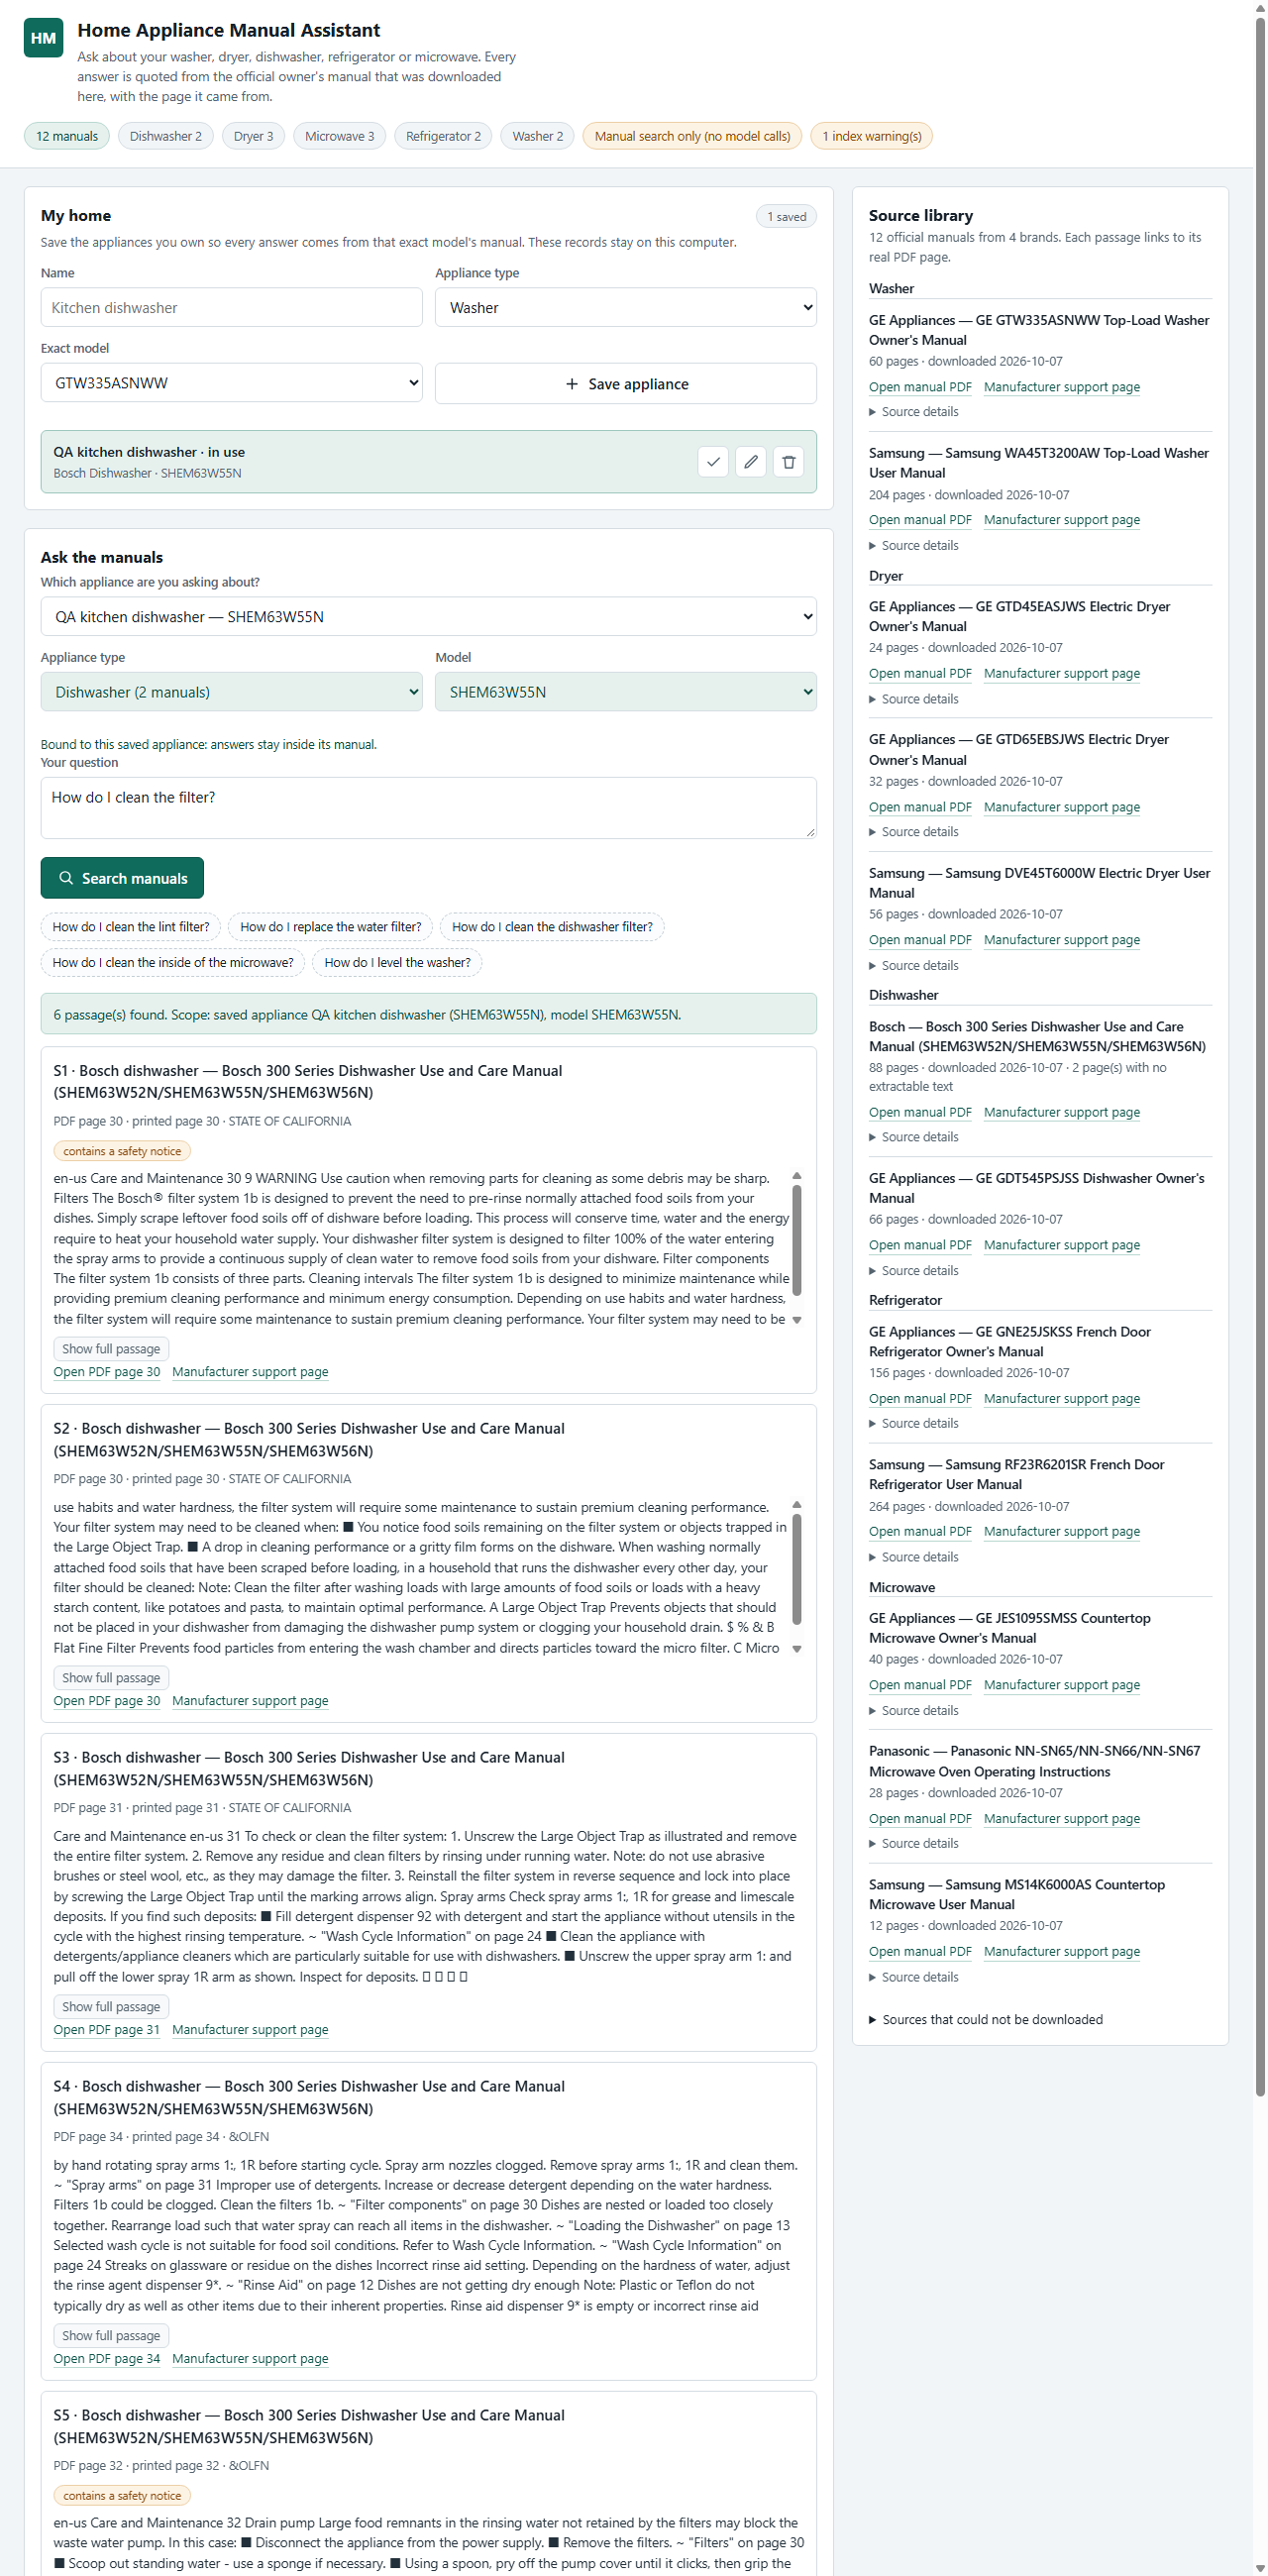 HM
Home Appliance Manual Assistant
Ask about your washer, dryer, dishwasher, refrigerator or microwave. Every
answer is quoted from the official owner's manual that was downloaded
here, with the page it came from.
12 manuals
Dishwasher 2
Dryer 3
Microwave 3
Refrigerator 2
Washer 2
Manual search only (no model calls)
1 index warning(s)
My home
1 saved
Save the appliances you own so every answer comes from that exact model's manual. These records stay on this computer.
Name
Appliance type
Kitchen dishwasher
Washer
Exact model
GTW335ASNWW
+ Save appliance
QA kitchen dishwasher · in use
Bosch Dishwasher · SHEM63W55N
Ask the manuals
Which appliance are you asking about?
QA kitchen dishwasher — SHEM63W55N
Appliance type
Model
Dishwasher (2 manuals)
SHEM63W55N
Bound to this saved appliance: answers stay inside its manual.
Your question
How do I clean the filter?
Search manuals
How do I clean the lint filter?
How do I replace the water filter?
How do I clean the dishwasher filter?
How do I clean the inside of the microwave?
How do I level the washer?
6 passage(s) found. Scope: saved appliance QA kitchen dishwasher (SHEM63W55N), model SHEM63W55N.
S1 · Bosch dishwasher — Bosch 300 Series Dishwasher Use and Care Manual
(SHEM63W52N/SHEM63W55N/SHEM63W56N)
PDF page 30 · printed page 30 · STATE OF CALIFORNIA
contains a safety notice
en-us Care and Maintenance 30 9 WARNING Use caution when removing parts for cleaning as some debris may be sharp.
Filters The Bosch® filter system 1b is designed to prevent the need to pre-rinse normally attached food soils from your
dishes. Simply scrape leftover food soils off of dishware before loading. This process will conserve time, water and the energy
require to heat your household water supply. Your dishwasher filter system is designed to filter 100% of the water entering
the spray arms to provide a continuous supply of clean water to remove food soils from your dishware. Filter components
The filter system 1b consists of three parts. Cleaning intervals The filter system 1b is designed to minimize maintenance while
providing premium cleaning performance and minimum energy consumption. Depending on use habits and water hardness,
the filter system will require some maintenance to sustain premium cleaning performance. Your filter system may need to be
Show full passage
Open PDF page 30
Manufacturer support page
S2 · Bosch dishwasher — Bosch 300 Series Dishwasher Use and Care Manual
(SHEM63W52N/SHEM63W55N/SHEM63W56N)
PDF page 30 · printed page 30 · STATE OF CALIFORNIA
use habits and water hardness, the filter system will require some maintenance to sustain premium cleaning performance.
Your filter system may need to be cleaned when: ■ You notice food soils remaining on the filter system or objects trapped in
the Large Object Trap. ■ A drop in cleaning performance or a gritty film forms on the dishware. When washing normally
attached food soils that have been scraped before loading, in a household that runs the dishwasher every other day, your
filter should be cleaned: Note: Clean the filter after washing loads with large amounts of food soils or loads with a heavy
starch content, like potatoes and pasta, to maintain optimal performance. A Large Object Trap Prevents objects that should
not be placed in your dishwasher from damaging the dishwasher pump system or clogging your household drain. $ % & B
Flat Fine Filter Prevents food particles from entering the wash chamber and directs particles toward the micro filter. C Micro
Show full passage
Open PDF page 30
Manufacturer support page
S3 · Bosch dishwasher — Bosch 300 Series Dishwasher Use and Care Manual
(SHEM63W52N/SHEM63W55N/SHEM63W56N)
PDF page 31 · printed page 31 · STATE OF CALIFORNIA
Care and Maintenance en-us 31 To check or clean the filter system: 1. Unscrew the Large Object Trap as illustrated and remove
the entire filter system. 2. Remove any residue and clean filters by rinsing under running water. Note: do not use abrasive
brushes or steel wool, etc., as they may damage the filter. 3. Reinstall the filter system in reverse sequence and lock into place
by screwing the Large Object Trap until the marking arrows align. Spray arms Check spray arms 1:, 1R for grease and limescale
deposits. If you find such deposits: ■ Fill detergent dispenser 92 with detergent and start the appliance without utensils in the
cycle with the highest rinsing temperature. ~ "Wash Cycle Information" on page 24 ■ Clean the appliance with
detergents/appliance cleaners which are particularly suitable for use with dishwashers. ■ Unscrew the upper spray arm 1: and
pull off the lower spray 1R arm as shown. Inspect for deposits.
Show full passage
Open PDF page 31
Manufacturer support page
S4 · Bosch dishwasher — Bosch 300 Series Dishwasher Use and Care Manual
(SHEM63W52N/SHEM63W55N/SHEM63W56N)
PDF page 34 · printed page 34 · &OLFN
by hand rotating spray arms 1:, 1R before starting cycle. Spray arm nozzles clogged. Remove spray arms 1:, 1R and clean them.
~ "Spray arms" on page 31 Improper use of detergents. Increase or decrease detergent depending on the water hardness.
Filters 1b could be clogged. Clean the filters 1b. ~ "Filter components" on page 30 Dishes are nested or loaded too closely
together. Rearrange load such that water spray can reach all items in the dishwasher. ~ "Loading the Dishwasher" on page 13
Selected wash cycle is not suitable for food soil conditions. Refer to Wash Cycle Information. ~ "Wash Cycle Information" on
page 24 Streaks on glassware or residue on the dishes Incorrect rinse aid setting. Depending on the hardness of water, adjust
the rinse agent dispenser 9*. ~ "Rinse Aid" on page 12 Dishes are not getting dry enough Note: Plastic or Teflon do not
typically dry as well as other items due to their inherent properties. Rinse aid dispenser 9* is empty or incorrect rinse aid
Show full passage
Open PDF page 34
Manufacturer support page
S5 · Bosch dishwasher — Bosch 300 Series Dishwasher Use and Care Manual
(SHEM63W52N/SHEM63W55N/SHEM63W56N)
PDF page 32 · printed page 32 · &OLFN
contains a safety notice
en-us Care and Maintenance 32 Drain pump Large food remnants in the rinsing water not retained by the filters may block the
waste water pump. In this case: ■ Disconnect the appliance from the power supply. ■ Remove the filters. ~ "Filters" on page 30
■ Scoop out standing water - use a sponge if necessary. ■ Using a spoon, pry off the pump cover until it clicks, then grip the
Source library
12 official manuals from 4 brands. Each passage links to its
real PDF page.
Washer
GE Appliances — GE GTW335ASNWW Top-Load Washer
Owner's Manual
60 pages · downloaded 2026-10-07
Open manual PDF
Manufacturer support page
Source details
Samsung — Samsung WA45T3200AW Top-Load Washer
User Manual
204 pages · downloaded 2026-10-07
Open manual PDF
Manufacturer support page
Source details
Dryer
GE Appliances — GE GTD45EASJWS Electric Dryer
Owner's Manual
24 pages · downloaded 2026-10-07
Open manual PDF
Manufacturer support page
Source details
GE Appliances — GE GTD65EBSJWS Electric Dryer
Owner's Manual
32 pages · downloaded 2026-10-07
Open manual PDF
Manufacturer support page
Source details
Samsung — Samsung DVE45T6000W Electric Dryer User
Manual
56 pages · downloaded 2026-10-07
Open manual PDF
Manufacturer support page
Source details
Dishwasher
Bosch — Bosch 300 Series Dishwasher Use and Care
Manual (SHEM63W52N/SHEM63W55N/SHEM63W56N)
88 pages · downloaded 2026-10-07 · 2 page(s) with no
extractable text
Open manual PDF
Manufacturer support page
Source details
GE Appliances — GE GDT545PSJSS Dishwasher Owner's
Manual
66 pages · downloaded 2026-10-07
Open manual PDF
Manufacturer support page
Source details
Refrigerator
GE Appliances — GE GNE25JSKSS French Door
Refrigerator Owner's Manual
156 pages · downloaded 2026-10-07
Open manual PDF
Manufacturer support page
Source details
Samsung — Samsung RF23R6201SR French Door
Refrigerator User Manual
264 pages · downloaded 2026-10-07
Open manual PDF
Manufacturer support page
Source details
Microwave
GE Appliances — GE JES1095SMSS Countertop
Microwave Owner's Manual
40 pages · downloaded 2026-10-07
Open manual PDF
Manufacturer support page
Source details
Panasonic — Panasonic NN-SN65/NN-SN66/NN-SN67
Microwave Oven Operating Instructions
28 pages · downloaded 2026-10-07
Open manual PDF
Manufacturer support page
Source details
Samsung — Samsung MS14K6000AS Countertop
Microwave User Manual
12 pages · downloaded 2026-10-07
Open manual PDF
Manufacturer support page
Source details
Sources that could not be downloaded